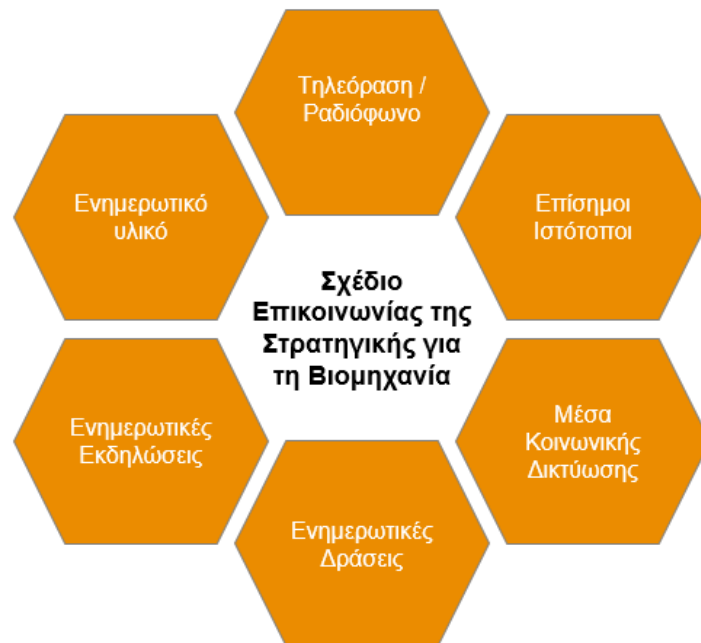 Τηλεόραση /
Ραδιόφωνο
Επίσημοι
Ιστότοποι
Μέσα
Κοινωνικής
Δικτύωσης
Ενημερωτικές
Δράσεις
Ενημερωτικές
Εκδηλώσεις
Ενημερωτικό
υλικό
Σχέδιο
Επικοινωνίας της
Στρατηγικής για
τη Βιομηχανία